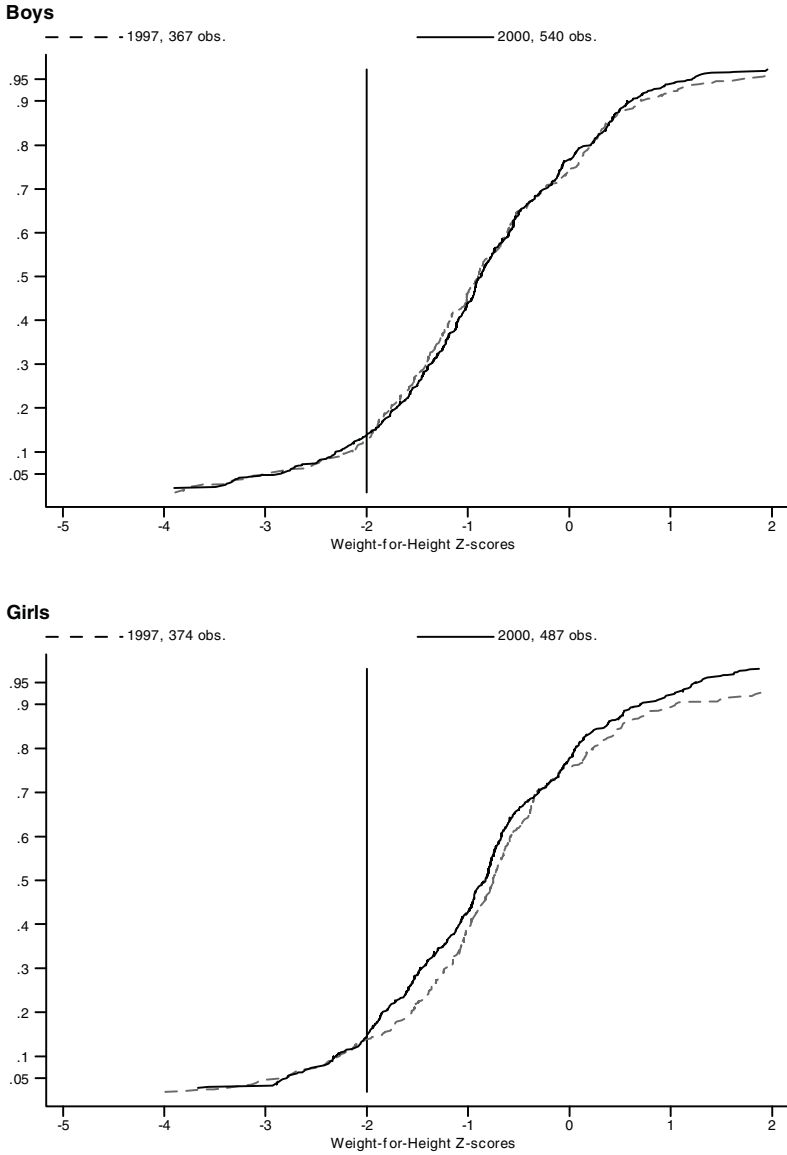 Boys
1997, 367 obs.
2000, 540 obs.
.95
.9
.8
.7
.6
.5
.4
.3
.2
.1
.05
-5 -4 -3 -2 -1 0 1 2
Weight-for-Height Z-scores
Girls
1997, 374 obs.
2000, 487 obs.
.95
.9
.8
.7
.6
.5
.4
.3
.2
.1
.05
-5 -4 -3 -2 -1 0 1 2
Weight-for-Height Z-scores